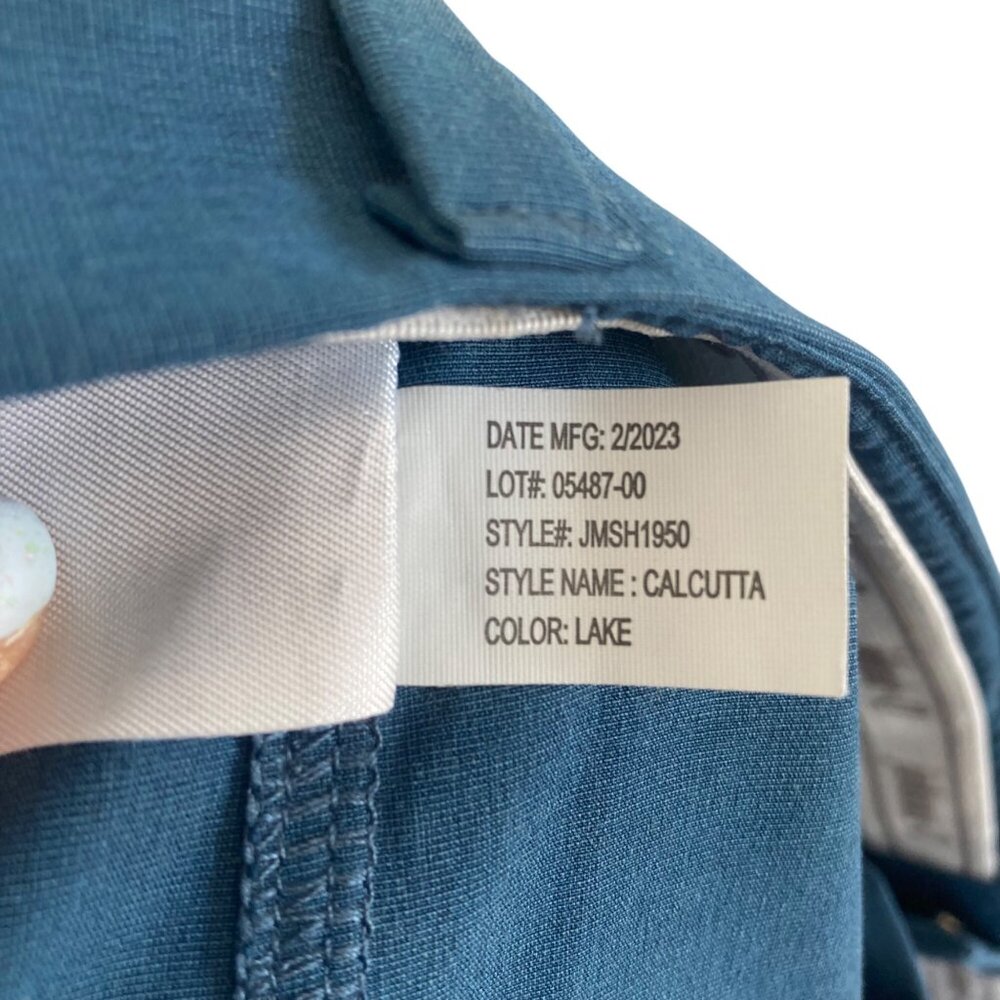 DATE MFG: 2/2023
LOT#: 05487-00
STYLE#: JMSH1950
STYLE NAME : CALCUTTA
COLOR: LAKE